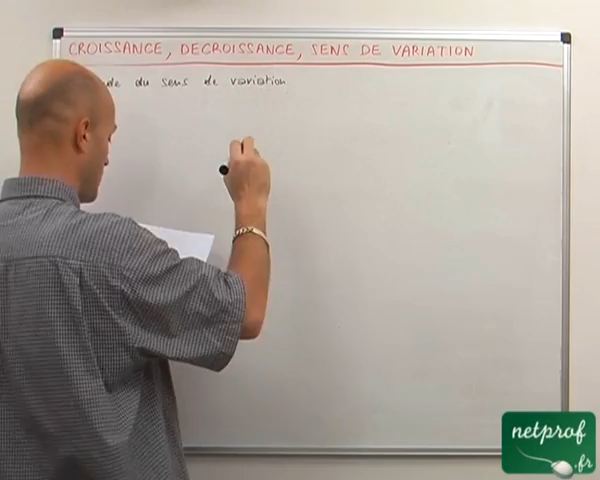 CROISSANCE, DECROISSANCE, SENS DE VARIATION
du sens de variation
netprof
.fr